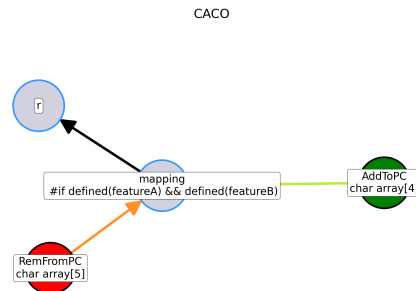 CACO
r
mapping
#if defined(featureA) && defined(featureB)
AddToPC
char array[4
RemFromPC
char array[5]